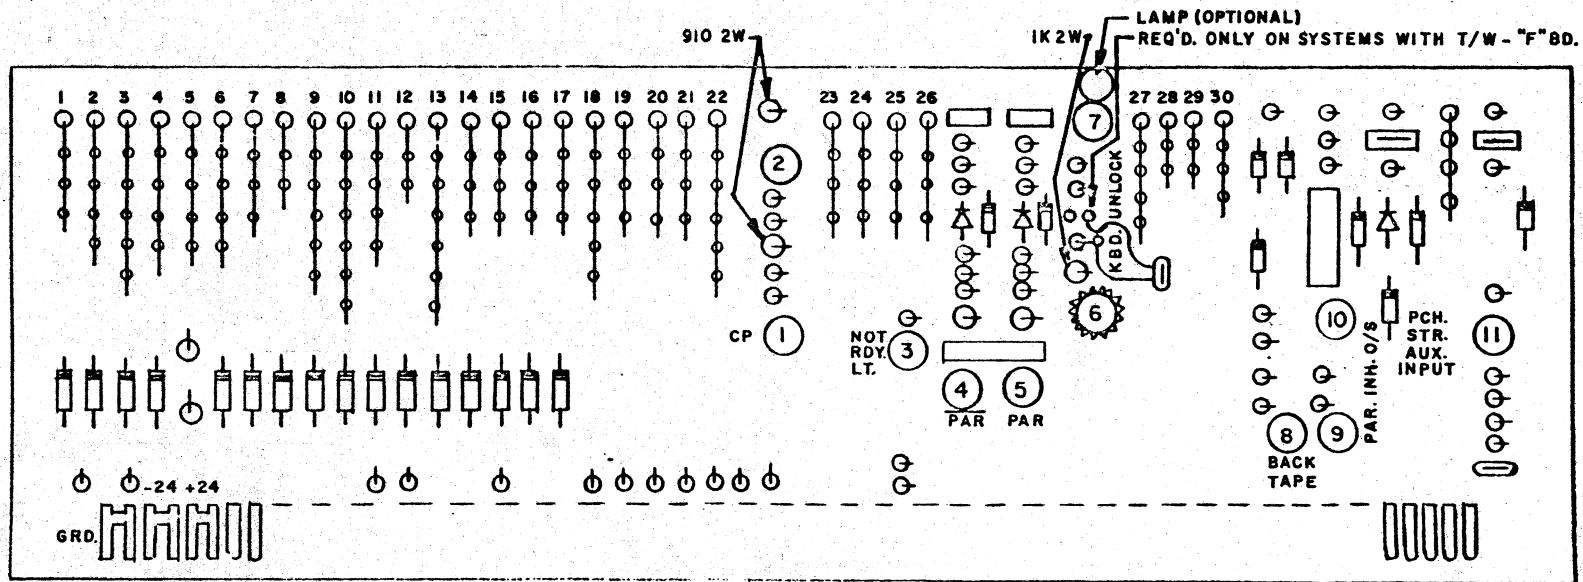 LAMP (OPTIONAL)
910 2W
1K 2W
REQ'D. ONLY ON SYSTEMS WITH T/W - "F" BD.
1 2 3 4 5 6 7 8 9 10 11 12 13 14 15 16 17 18 19 20 21 22 23 24 25 26 27 28 29 30
7
2
KBD. UNLOCK
6
10
PCH.
STR.
AUX.
INPUT
11
CP 1
NOT
RDY.
LT.
3
PAR. INH. O/S
4 5
PAR PAR
8 9
BACK
TAPE
-24 +24
GRD.